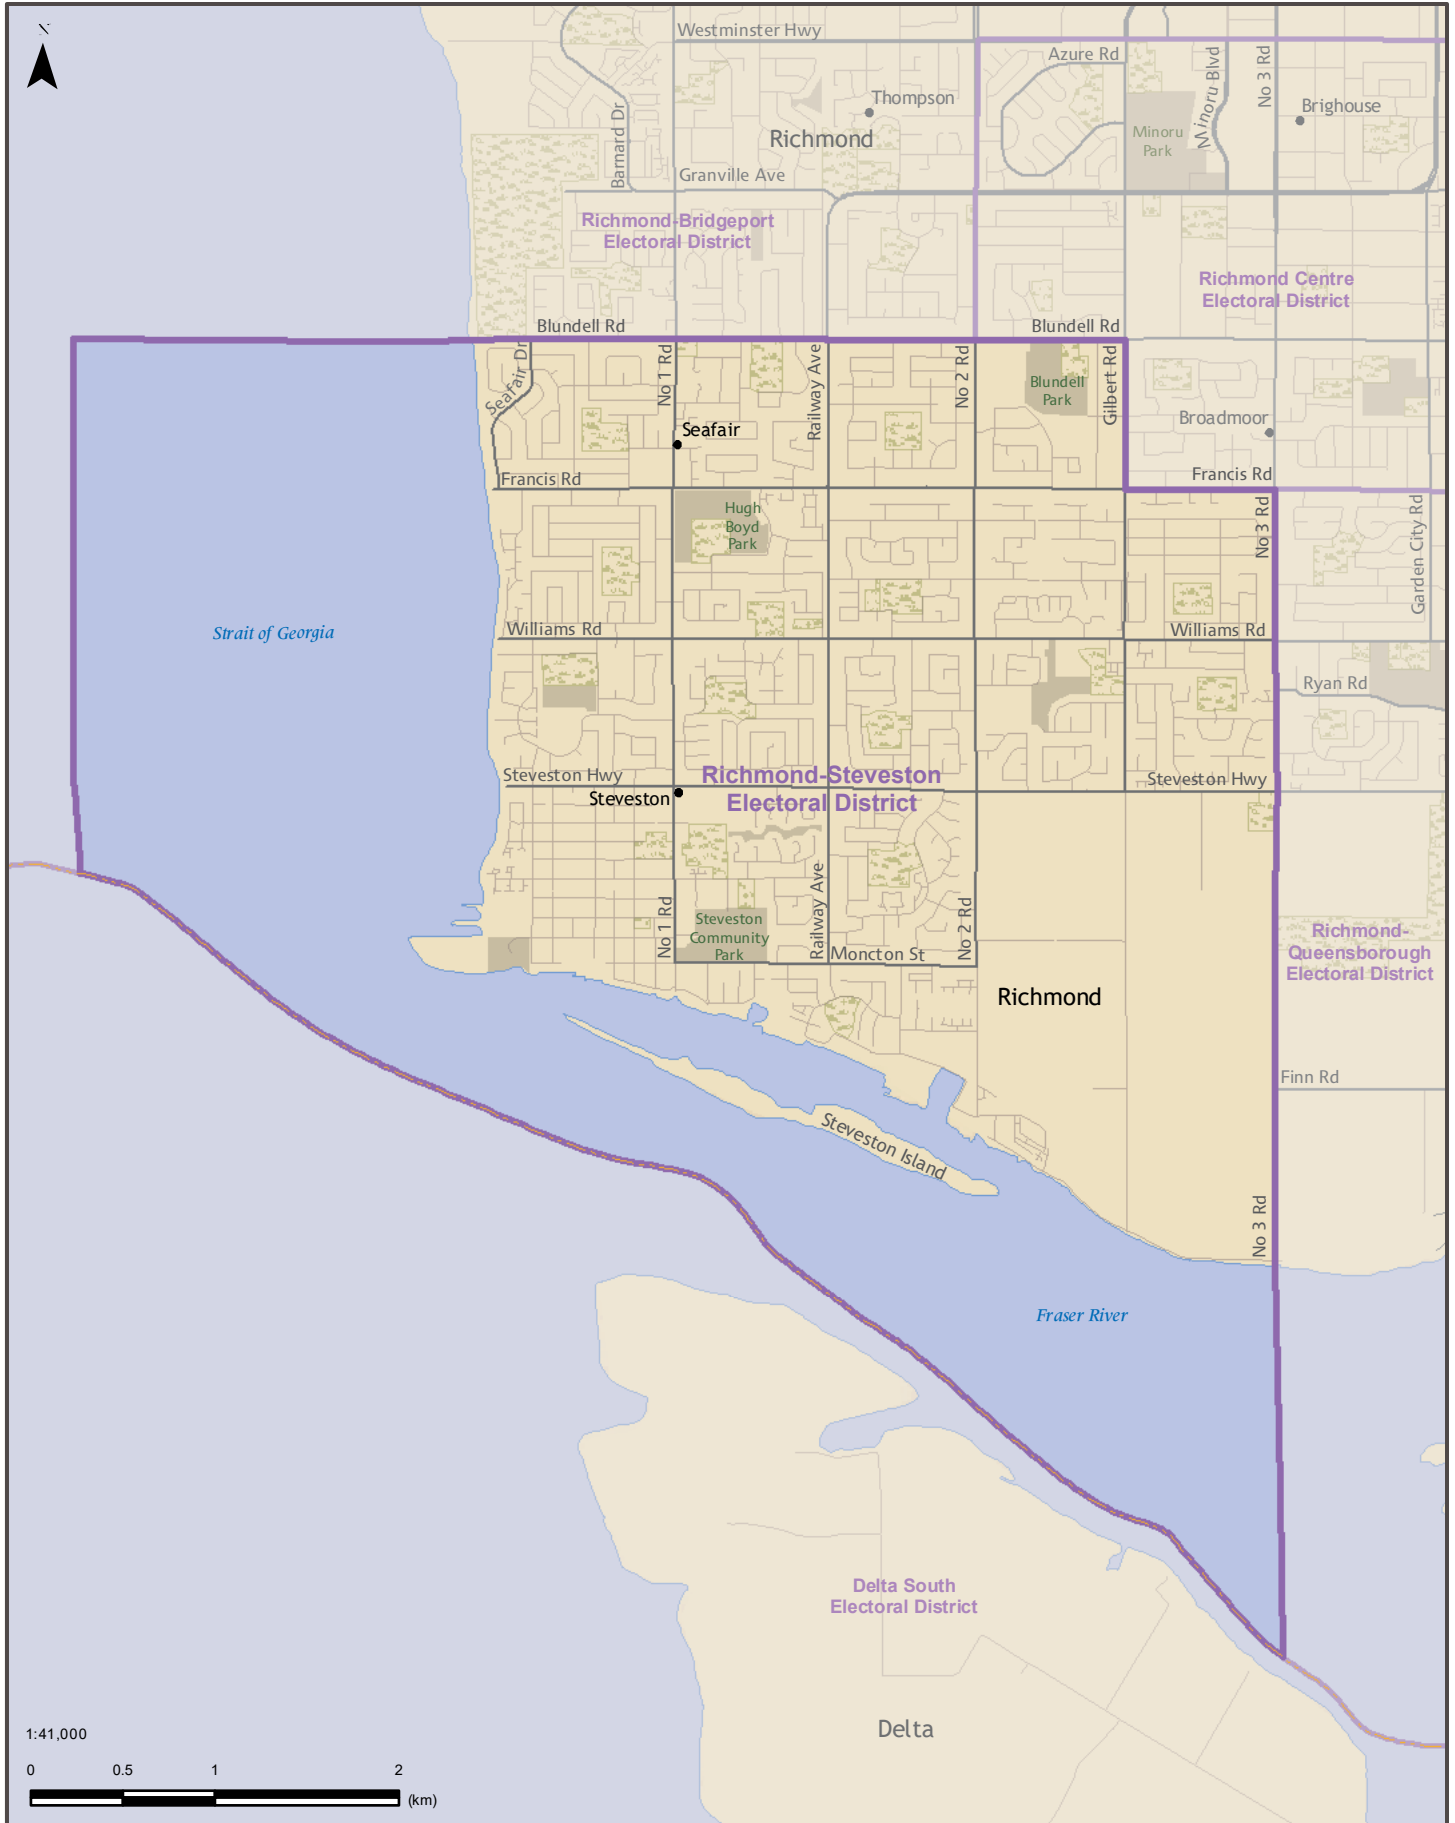 N
Westminster Hwy
Azure Rd
Minoru Blvd
No 3 Rd
Thompson
Brighouse
Barnard Dr
Richmond
Minoru
Park
Granville Ave
Richmond-Bridgeport
Electoral District
Richmond Centre
Electoral District
Blundell Rd
Blundell Rd
Seafair Dr
No 1 Rd
Railway Ave
No 2 Rd
Blundell
Park
Gilbert Rd
Seafair
Broadmoor
Francis Rd
Francis Rd
Hugh
Boyd
Park
No 3 Rd
Garden City Rd
Strait of Georgia
Williams Rd
Williams Rd
Ryan Rd
Steveston Hwy
Richmond-Steveston
Electoral District
Steveston Hwy
Steveston
No 1 Rd
Steveston
Community
Park
Railway Ave
Moncton St
No 2 Rd
Richmond-
Queensborough
Electoral District
Richmond
Finn Rd
Steveston Island
No 3 Rd
Fraser River
Delta South
Electoral District
Delta
1:41,000
0 0.5 1 2
(km)